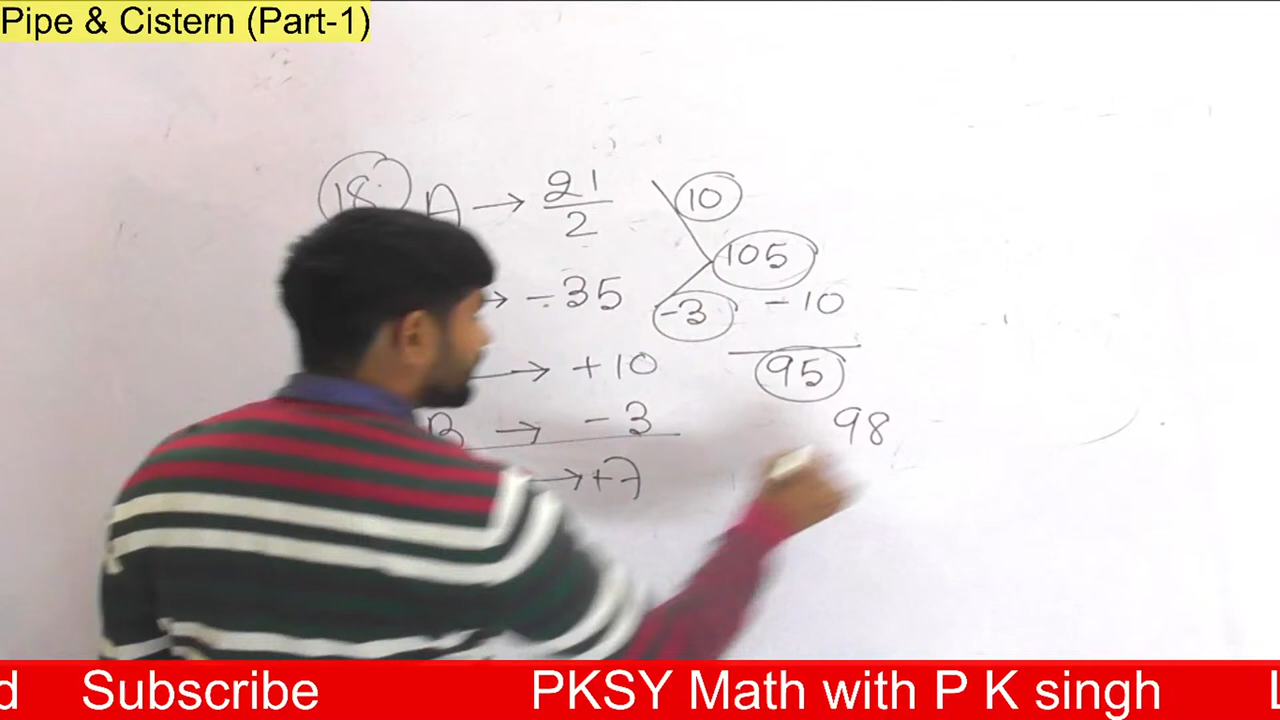 Pipe & Cistern (Part-1)
18. A → 21/2 10
105
→ -35 -3 -10
→ +10 95
B → -3 98
→ +7
d Subscribe PKSY Math with P K singh L